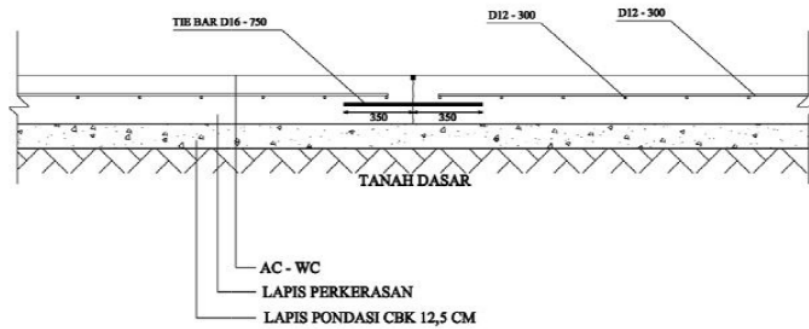 TIE BAR D16 - 750
D12 - 300
D12 - 300
350
350
TANAH DASAR
AC - WC
LAPIS PERKERASAN
LAPIS PONDASI CBK 12,5 CM